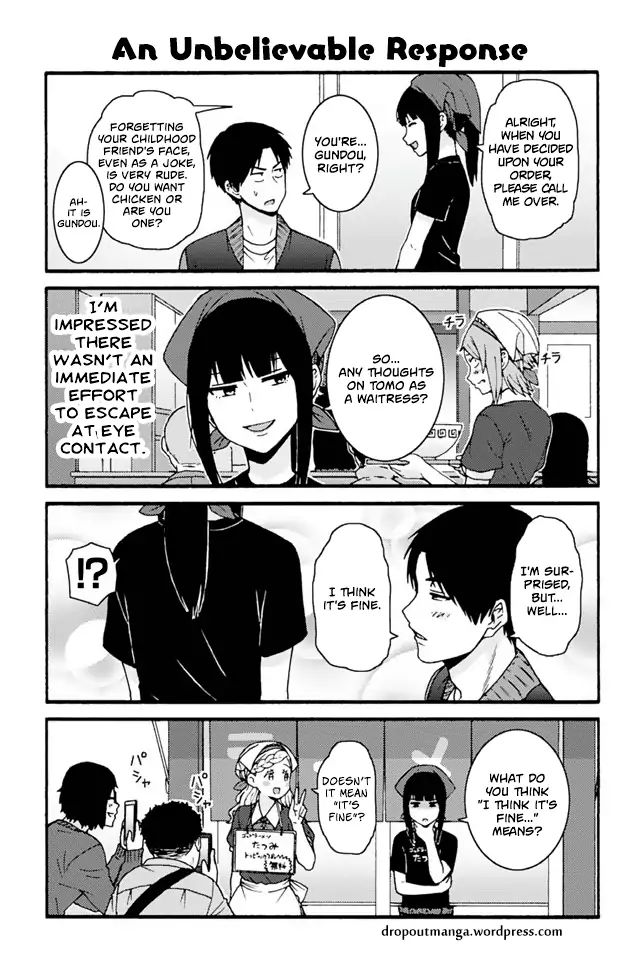 An Unbelievable Response
ALRIGHT,
WHEN YOU
HAVE DECIDED
UPON YOUR
ORDER,
PLEASE CALL
ME OVER.
YOU'RE...
GUNDOU,
RIGHT?
FORGETTING
YOUR CHILDHOOD
FRIEND'S FACE,
EVEN AS A JOKE,
IS VERY RUDE.
DO YOU WANT
CHICKEN OR
ARE YOU
ONE?
AH-
IT IS
GUNDOU.
チラ
チラ
SO...
ANY THOUGHTS
ON TOMO AS
A WAITRESS?
I'M
IMPRESSED
THERE
WASN'T AN
IMMEDIATE
EFFORT
TO ESCAPE
AT EYE
CONTACT.
I'M SUR-
PRISED,
BUT...
WELL...
I THINK
IT'S FINE.
!?
WHAT DO
YOU THINK
"I THINK IT'S
FINE..."
MEANS?
DOESN'T
IT MEAN
"IT'S
FINE"?
パシャ
パシャ
たつみ
無料
たつ
dropoutmanga.wordpress.com